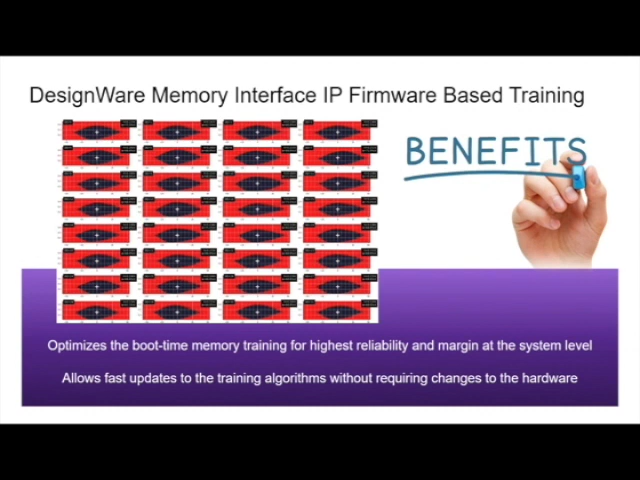 DesignWare Memory Interface IP Firmware Based Training
BENEFITS
Optimizes the boot-time memory training for highest reliability and margin at the system level
Allows fast updates to the training algorithms without requiring changes to the hardware